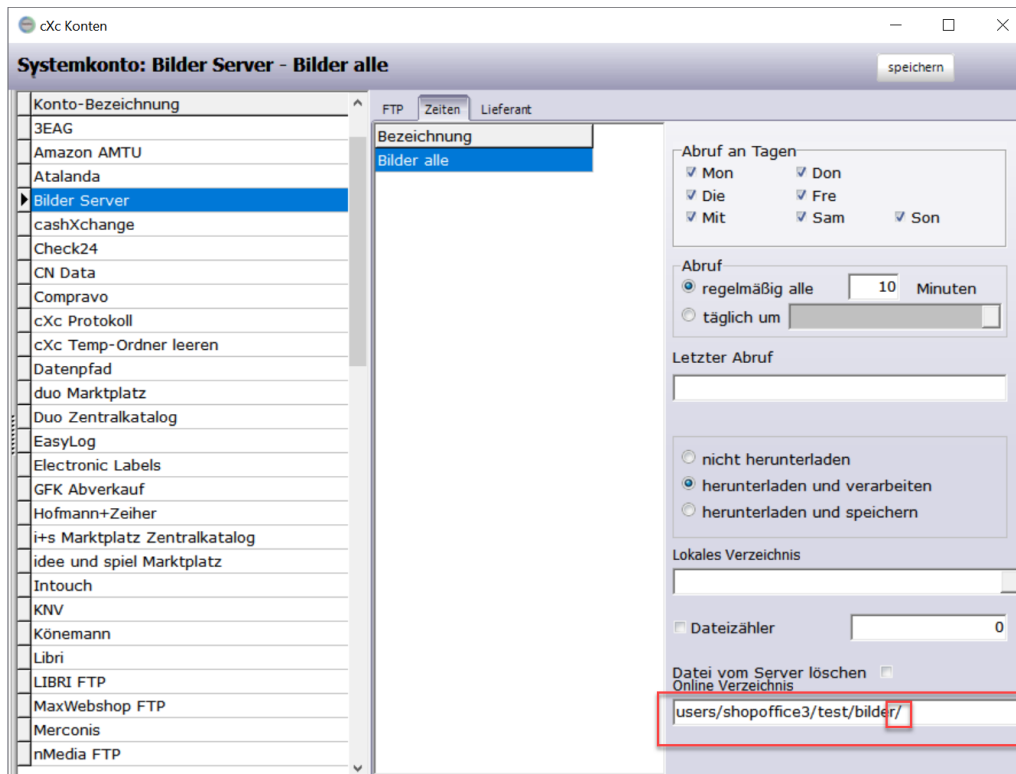 cXc Konten
Systemkonto: Bilder Server - Bilder alle
speichern
Konto-Bezeichnung
3EAG
Amazon AMTU
Atalanda
Bilder Server
cashXchange
Check24
CN Data
Compravo
cXc Protokoll
cXc Temp-Ordner leeren
Datenpfad
duo Marktplatz
Duo Zentralkatalog
EasyLog
Electronic Labels
GFK Abverkauf
Hofmann+Zeiher
i+s Marktplatz Zentralkatalog
idee und spiel Marktplatz
Intouch
KNV
Könemann
Libri
LIBRI FTP
MaxWebshop FTP
Merconis
nMedia FTP
FTP Zeiten Lieferant
Bezeichnung
Bilder alle
Abruf an Tagen
Mon Don
Die Fre
Mit Sam Son
Abruf
regelmäßig alle 10 Minuten
täglich um
Letzter Abruf
nicht herunterladen
herunterladen und verarbeiten
herunterladen und speichern
Lokales Verzeichnis
Dateizähler 0
Datei vom Server löschen
Online Verzeichnis
users/shopoffice3/test/bilder/